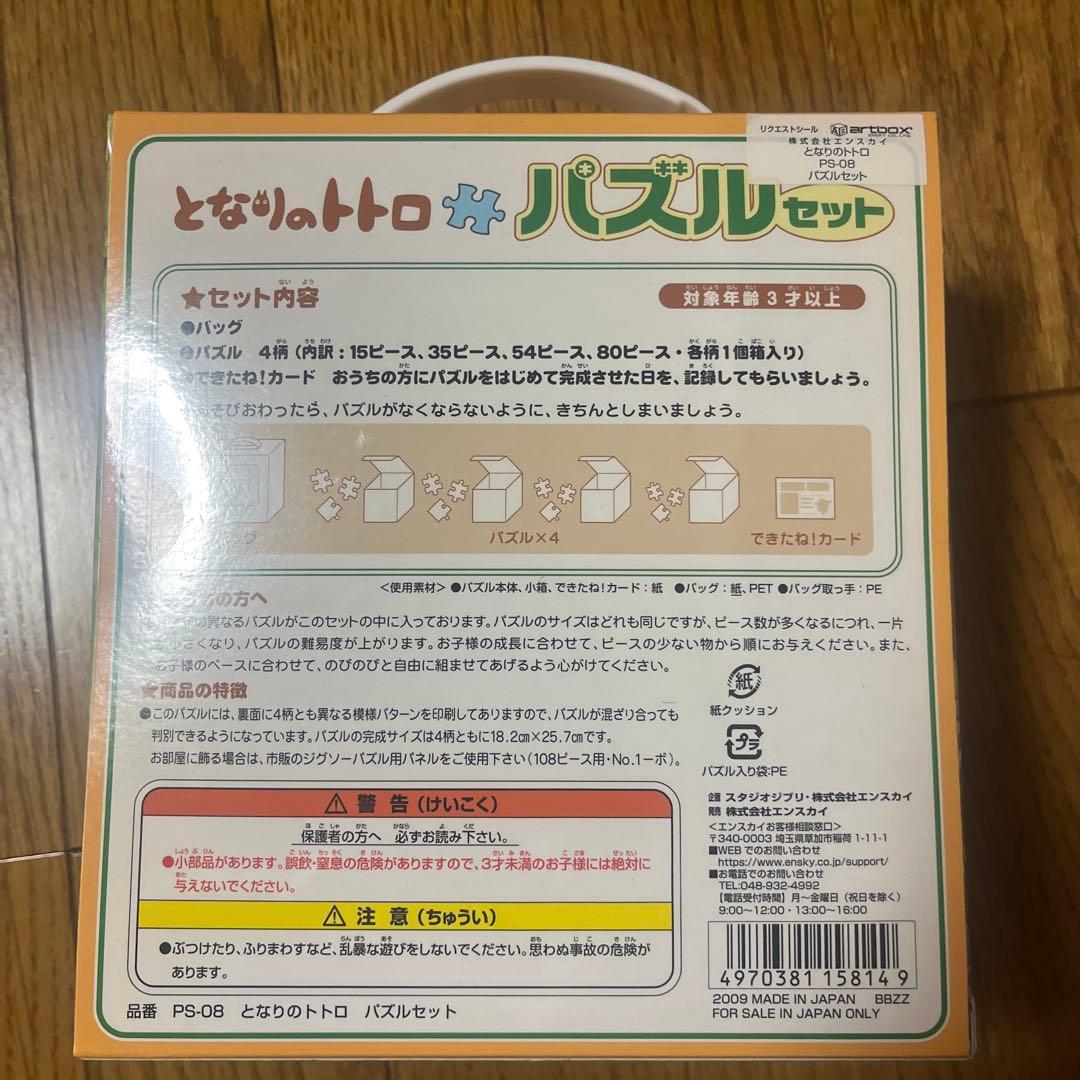 リクエストシール artbox
ENSKY CO., LTD.
株式会社エンスカイ
となりのトトロ
PS-08
パズルセット
となりのトトロ パズルセット
★セット内容
対象年齢3才以上
●バッグ
●パズル 4柄(内訳:15ピース、35ピース、54ピース、80ピース・各柄1個箱入り)
できたね!カード おうちの方にパズルをはじめて完成させた日を、記録してもらいましょう。
あそびおわったら、パズルがなくならないように、きちんとしまいましょう。
パズル×4
できたね!カード
<使用素材> ●パズル本体、小箱、できたね!カード:紙 ●バッグ:紙、PET ●バッグ取っ手:PE
の方へ
の異なるパズルがこのセットの中に入っております。パズルのサイズはどれも同じですが、ピース数が多くなるにつれ、一片
小さくなり、パズルの難易度が上がります。お子様の成長に合わせて、ピースの少ない物から順にお与えください。また、
お子様のペースに合わせて、のびのびと自由に組ませてあげるよう心がけてください。
★商品の特徴
●このパズルには、裏面に4柄とも異なる模様パターンを印刷してありますので、パズルが混ざり合っても
判別できるようになっています。パズルの完成サイズは4柄ともに18.2㎝×25.7㎝です。
お部屋に飾る場合は、市販のジグソーパズル用パネルをご使用下さい(108ピース用・No.1-ボ)。
紙
紙クッション
プラ
パズル入り袋:PE
⚠ 警告(けいこく)
保護者の方へ 必ずお読み下さい。
●小部品があります。誤飲・窒息の危険がありますので、3才未満のお子様には絶対に
与えないでください。
⚠ 注意(ちゅうい)
●ぶつけたり、ふりまわすなど、乱暴な遊びをしないでください。思わぬ事故の危険が
あります。
企画 スタジオジブリ・株式会社エンスカイ
発売 株式会社エンスカイ
<エンスカイお客様相談窓口>
〒340-0003 埼玉県草加市稲荷 1-11-1
■WEBでのお問い合わせ
https://www.ensky.co.jp/support/
■お電話でのお問い合わせ
TEL:048-932-4992
【電話受付時間】月〜金曜日(祝日を除く)
9:00〜12:00・13:00〜16:00
4970381158149
2009 MADE IN JAPAN BBZZ
FOR SALE IN JAPAN ONLY
品番 PS-08 となりのトトロ パズルセット